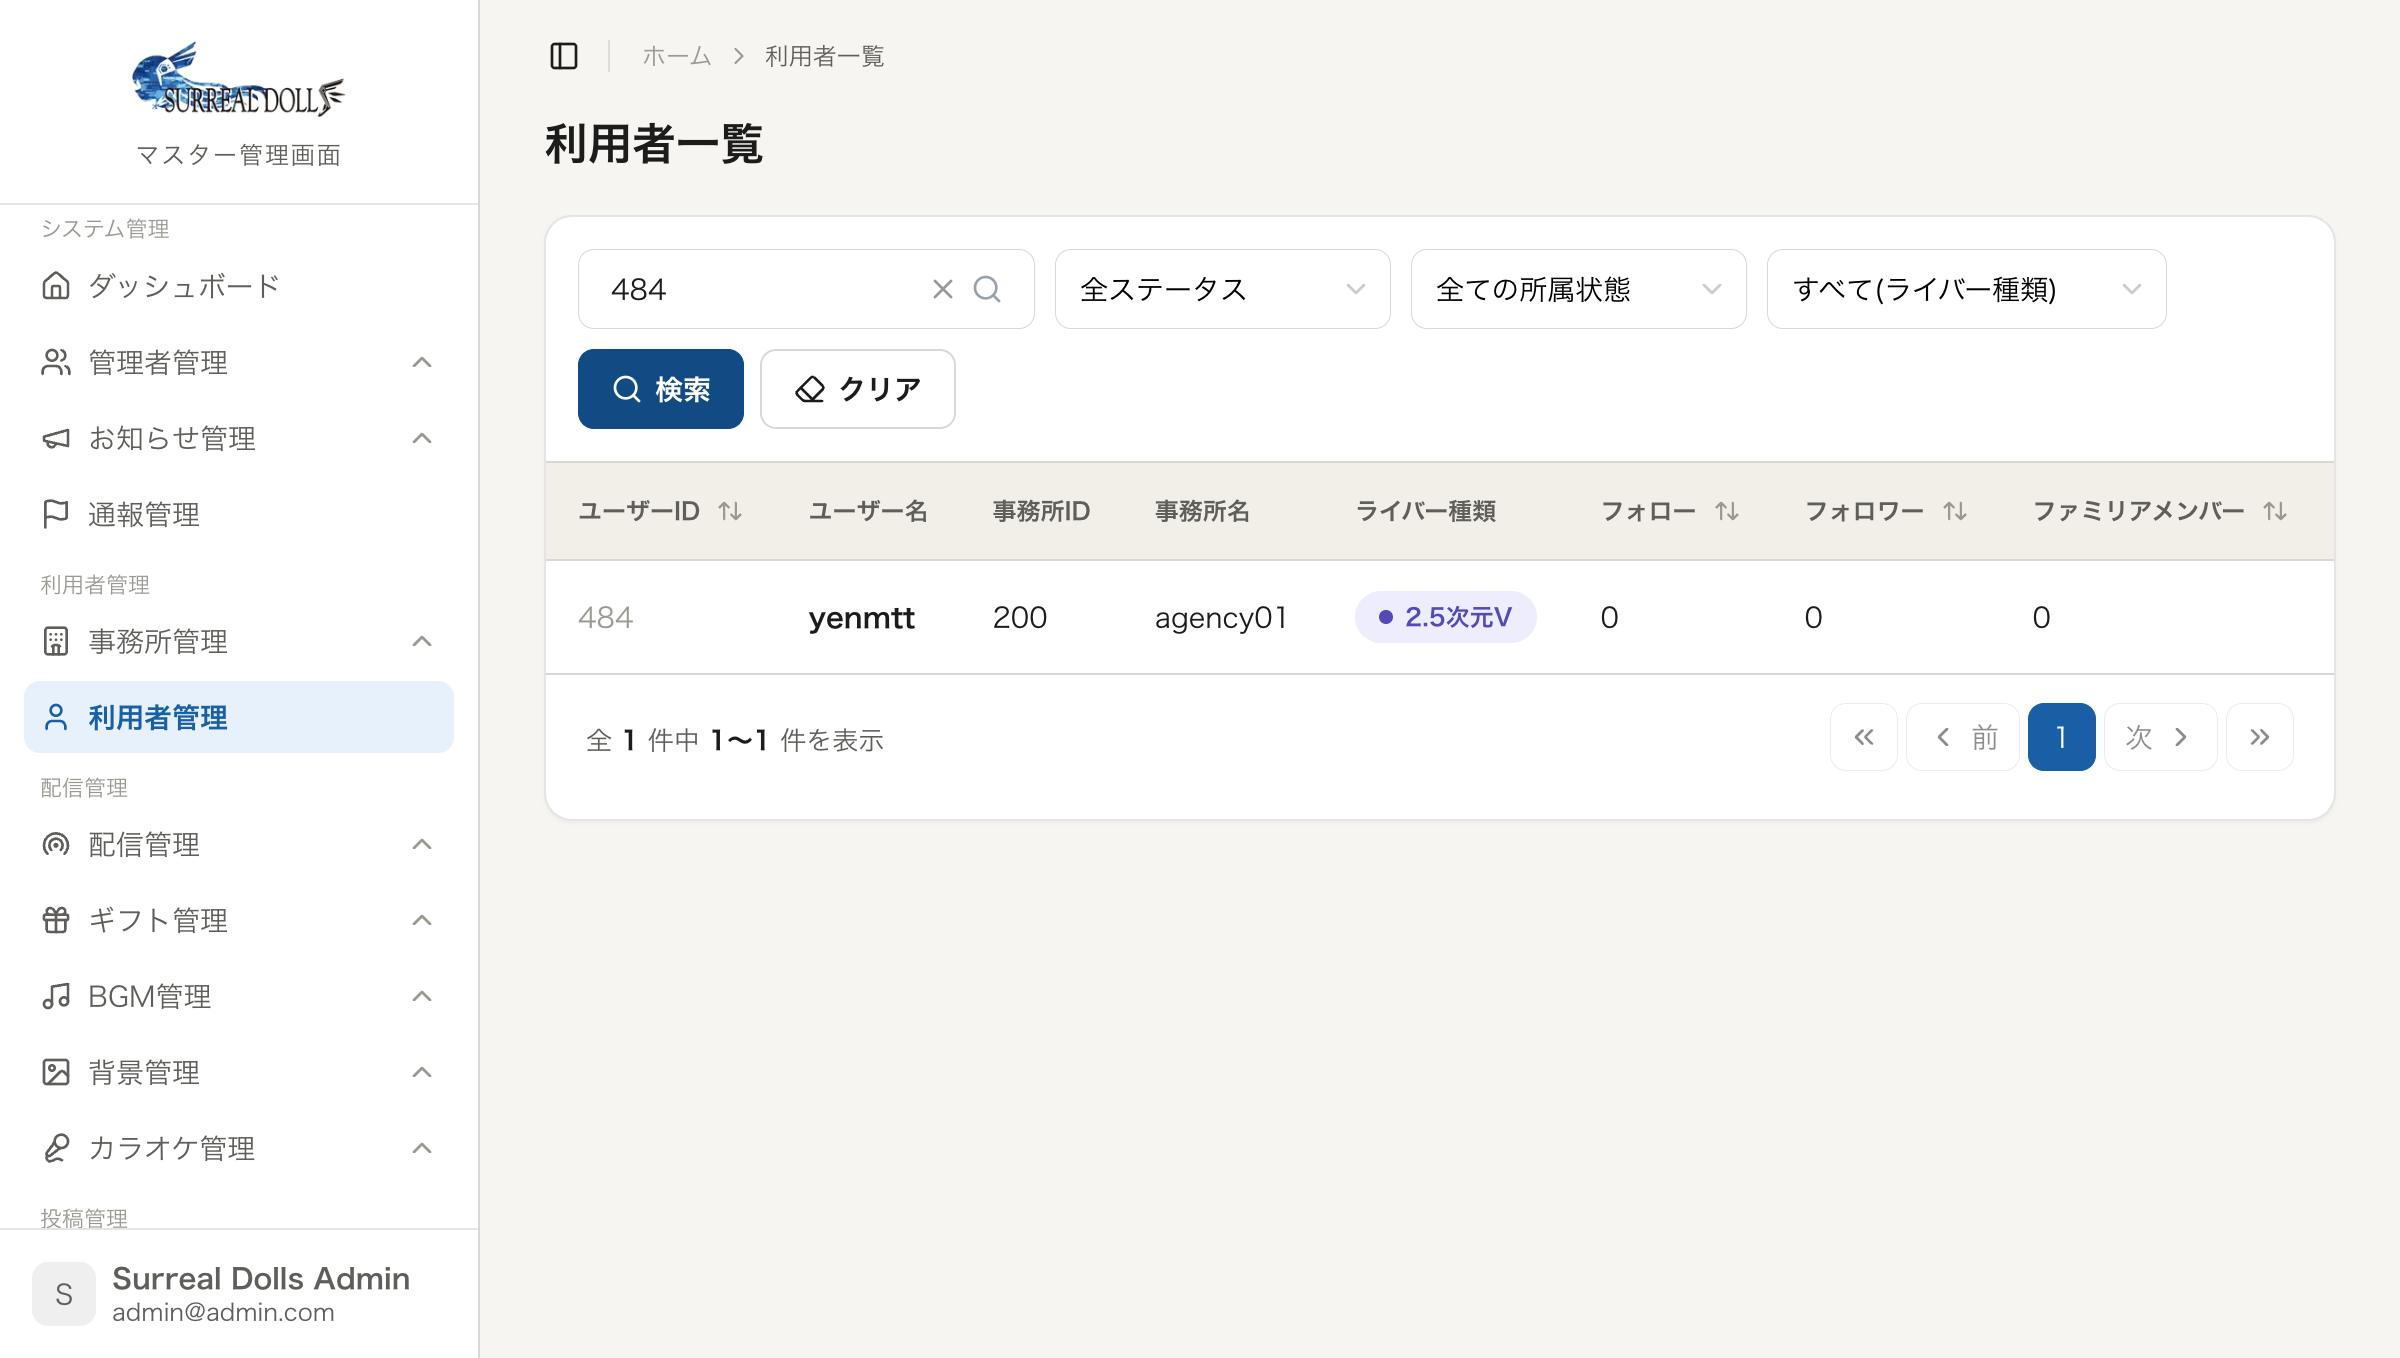 SURREAL DOLLS
マスター管理画面
システム管理
ダッシュボード
管理者管理
お知らせ管理
通報管理
利用者管理
事務所管理
利用者管理
配信管理
配信管理
ギフト管理
BGM管理
背景管理
カラオケ管理
投稿管理
S
Surreal Dolls Admin
admin@admin.com
ホーム 利用者一覧
利用者一覧
484 全ステータス 全ての所属状態 すべて(ライバー種類)
検索 クリア
ユーザーID ユーザー名 事務所ID 事務所名 ライバー種類 フォロー フォロワー ファミリアメンバー
484 yenmtt 200 agency01 2.5次元V 0 0 0
全 1 件中 1〜1 件を表示 前 1 次